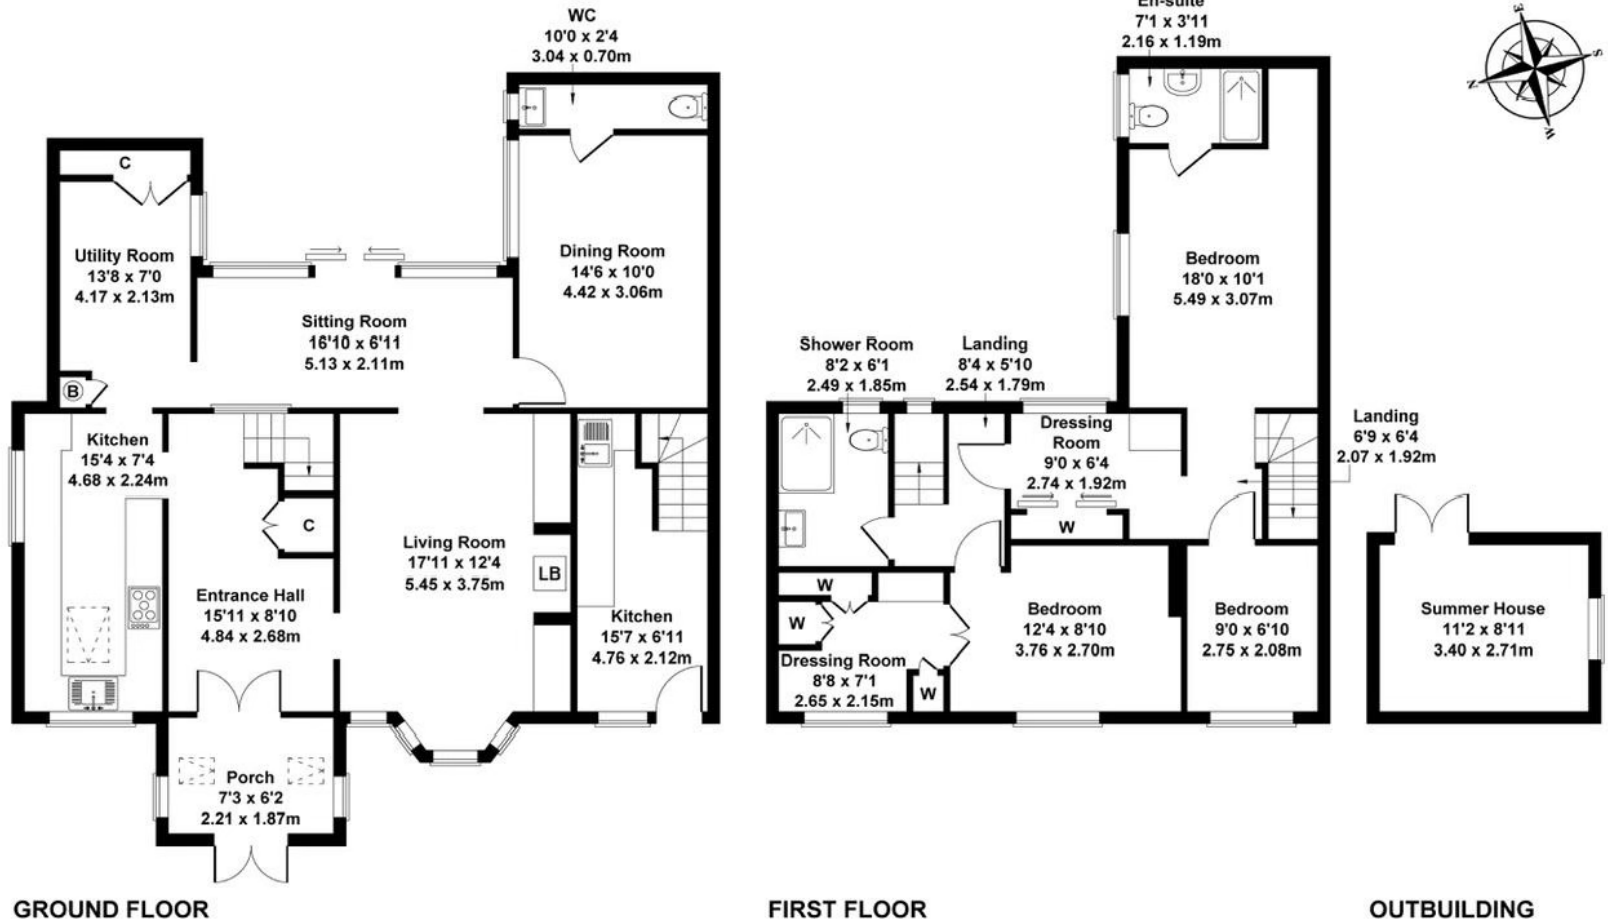 WC
10'0 x 2'4
3.04 x 0.70m
C
Utility Room
13'8 x 7'0
4.17 x 2.13m
Dining Room
14'6 x 10'0
4.42 x 3.06m
Sitting Room
16'10 x 6'11
5.13 x 2.11m
B
Kitchen
15'4 x 7'4
4.68 x 2.24m
C
Living Room
17'11 x 12'4
5.45 x 3.75m
LB
Entrance Hall
15'11 x 8'10
4.84 x 2.68m
Kitchen
15'7 x 6'11
4.76 x 2.12m
Porch
7'3 x 6'2
2.21 x 1.87m
GROUND FLOOR
En-suite
7'1 x 3'11
2.16 x 1.19m
Bedroom
18'0 x 10'1
5.49 x 3.07m
Shower Room
8'2 x 6'1
2.49 x 1.85m
Landing
8'4 x 5'10
2.54 x 1.79m
Dressing
Room
9'0 x 6'4
2.74 x 1.92m
W
Landing
6'9 x 6'4
2.07 x 1.92m
W
W
Dressing Room
8'8 x 7'1
2.65 x 2.15m
W
Bedroom
12'4 x 8'10
3.76 x 2.70m
Bedroom
9'0 x 6'10
2.75 x 2.08m
FIRST FLOOR
E
S
N
W
Summer House
11'2 x 8'11
3.40 x 2.71m
OUTBUILDING